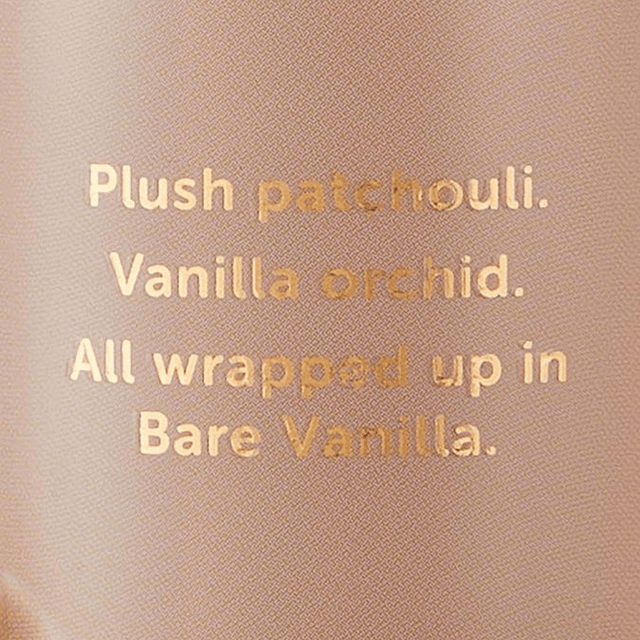 Plush patchouli.
Vanilla orchid.
All wrapped up in
Bare Vanilla.